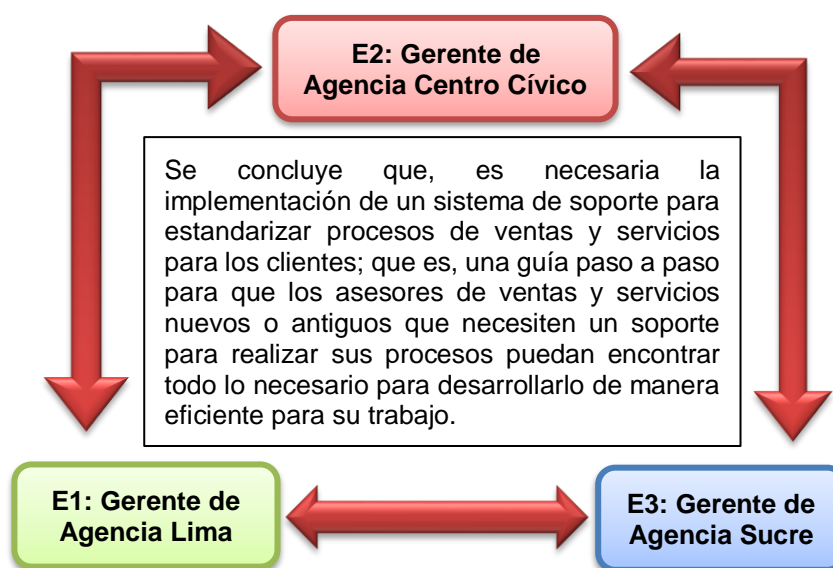 E2: Gerente de
Agencia Centro Cívico
Se concluye que, es necesaria la
implementación de un sistema de soporte para
estandarizar procesos de ventas y servicios
para los clientes; que es, una guía paso a paso
para que los asesores de ventas y servicios
nuevos o antiguos que necesiten un soporte
para realizar sus procesos puedan encontrar
todo lo necesario para desarrollarlo de manera
eficiente para su trabajo.
E1: Gerente de
Agencia Lima
E3: Gerente de
Agencia Sucre